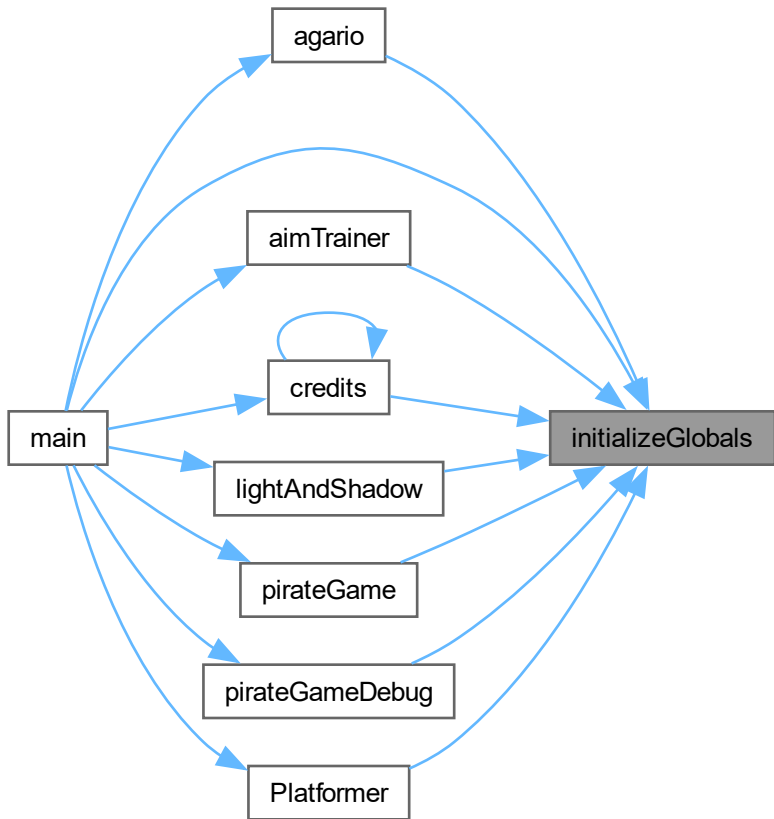 agario
aimTrainer
credits
main
initializeGlobals
lightAndShadow
pirateGame
pirateGameDebug
Platformer